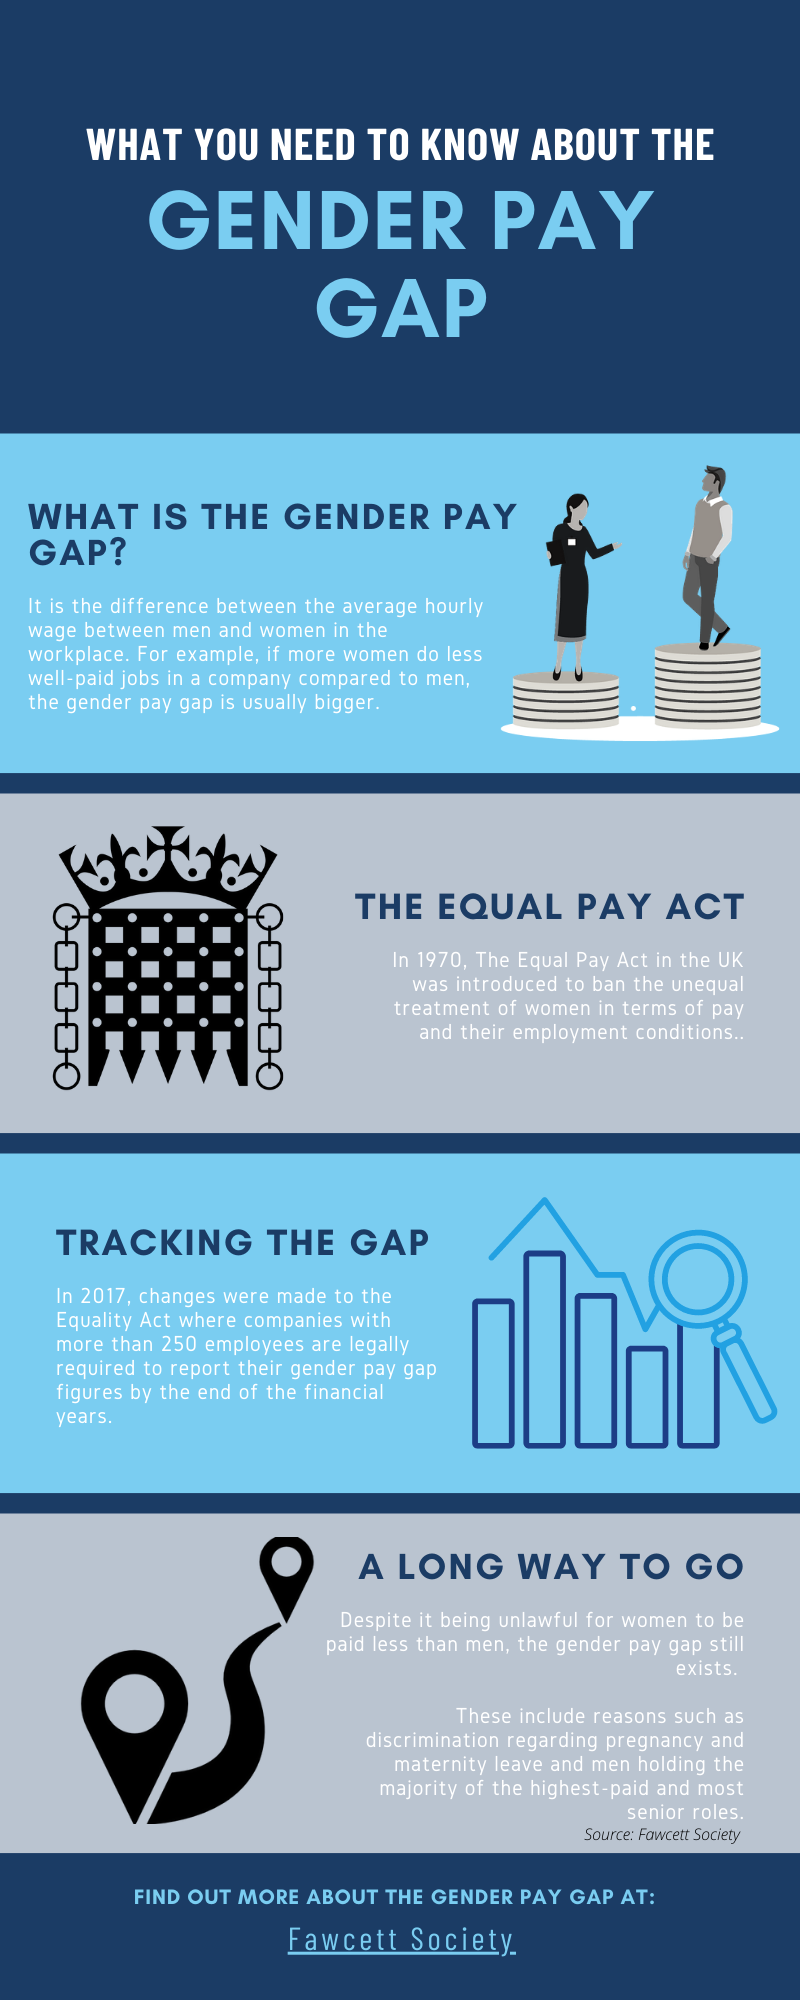 WHAT YOU NEED TO KNOW ABOUT THE
GENDER PAY
GAP
WHAT IS THE GENDER PAY
GAP?
It is the difference between the average hourly
wage between men and women in the
workplace. For example, if more women do less
well-paid jobs in a company compared to men,
the gender pay gap is usually bigger.
THE EQUAL PAY ACT
In 1970, The Equal Pay Act in the UK
was introduced to ban the unequal
treatment of women in terms of pay
and their employment conditions..
TRACKING THE GAP
In 2017, changes were made to the
Equality Act where companies with
more than 250 employees are legally
required to report their gender pay gap
figures by the end of the financial
years.
A LONG WAY TO GO
Despite it being unlawful for women to be
paid less than men, the gender pay gap still
exists.
These include reasons such as
discrimination regarding pregnancy and
maternity leave and men holding the
majority of the highest-paid and most
senior roles.
Source: Fawcett Society
FIND OUT MORE ABOUT THE GENDER PAY GAP AT:
Fawcett Society